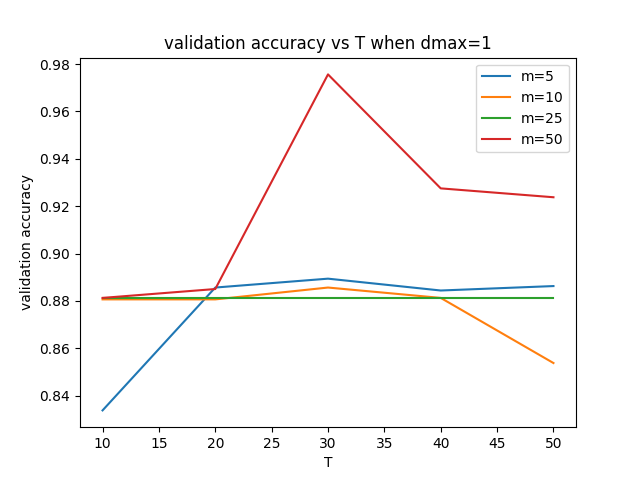 validation accuracy vs T when dmax=1
m=5
m=10
m=25
m=50
validation accuracy
0.98
0.96
0.94
0.92
0.90
0.88
0.86
0.84
10 15 20 25 30 35 40 45 50
T